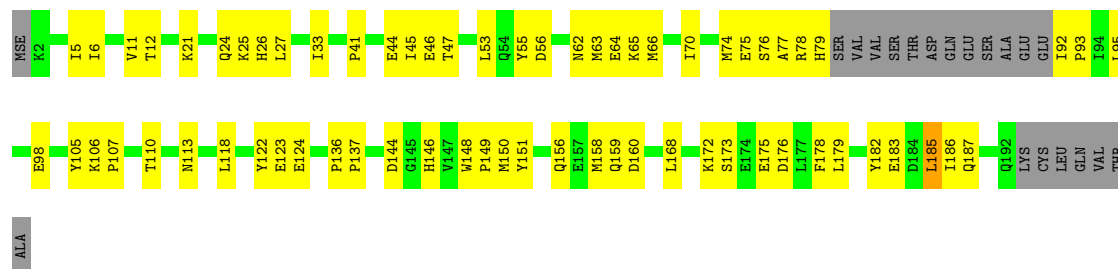 MSE K2 I5 I6 V11 T12 K21 Q24 K25 H26 L27 I33 P41 E44 I45 E46 T47 L53 Q54 Y55 D56 N62 M63 E64 K65 M66 I70 M74 E75 S76 A77 R78 H79 SER VAL VAL SER THR ASP GLN GLU SER ALA GLU GLU I92 P93 I94 L95
E98 Y105 K106 P107 T110 N113 L118 Y122 E123 E124 P136 P137 D144 G145 H146 V147 W148 P149 M150 Y151 Q156 E157 M158 Q159 D160 L168 K172 S173 E174 E175 D176 L177 F178 L179 Y182 E183 D184 L185 I186 Q187 Q192 LYS CYS LEU GLN VAL THR
ALA